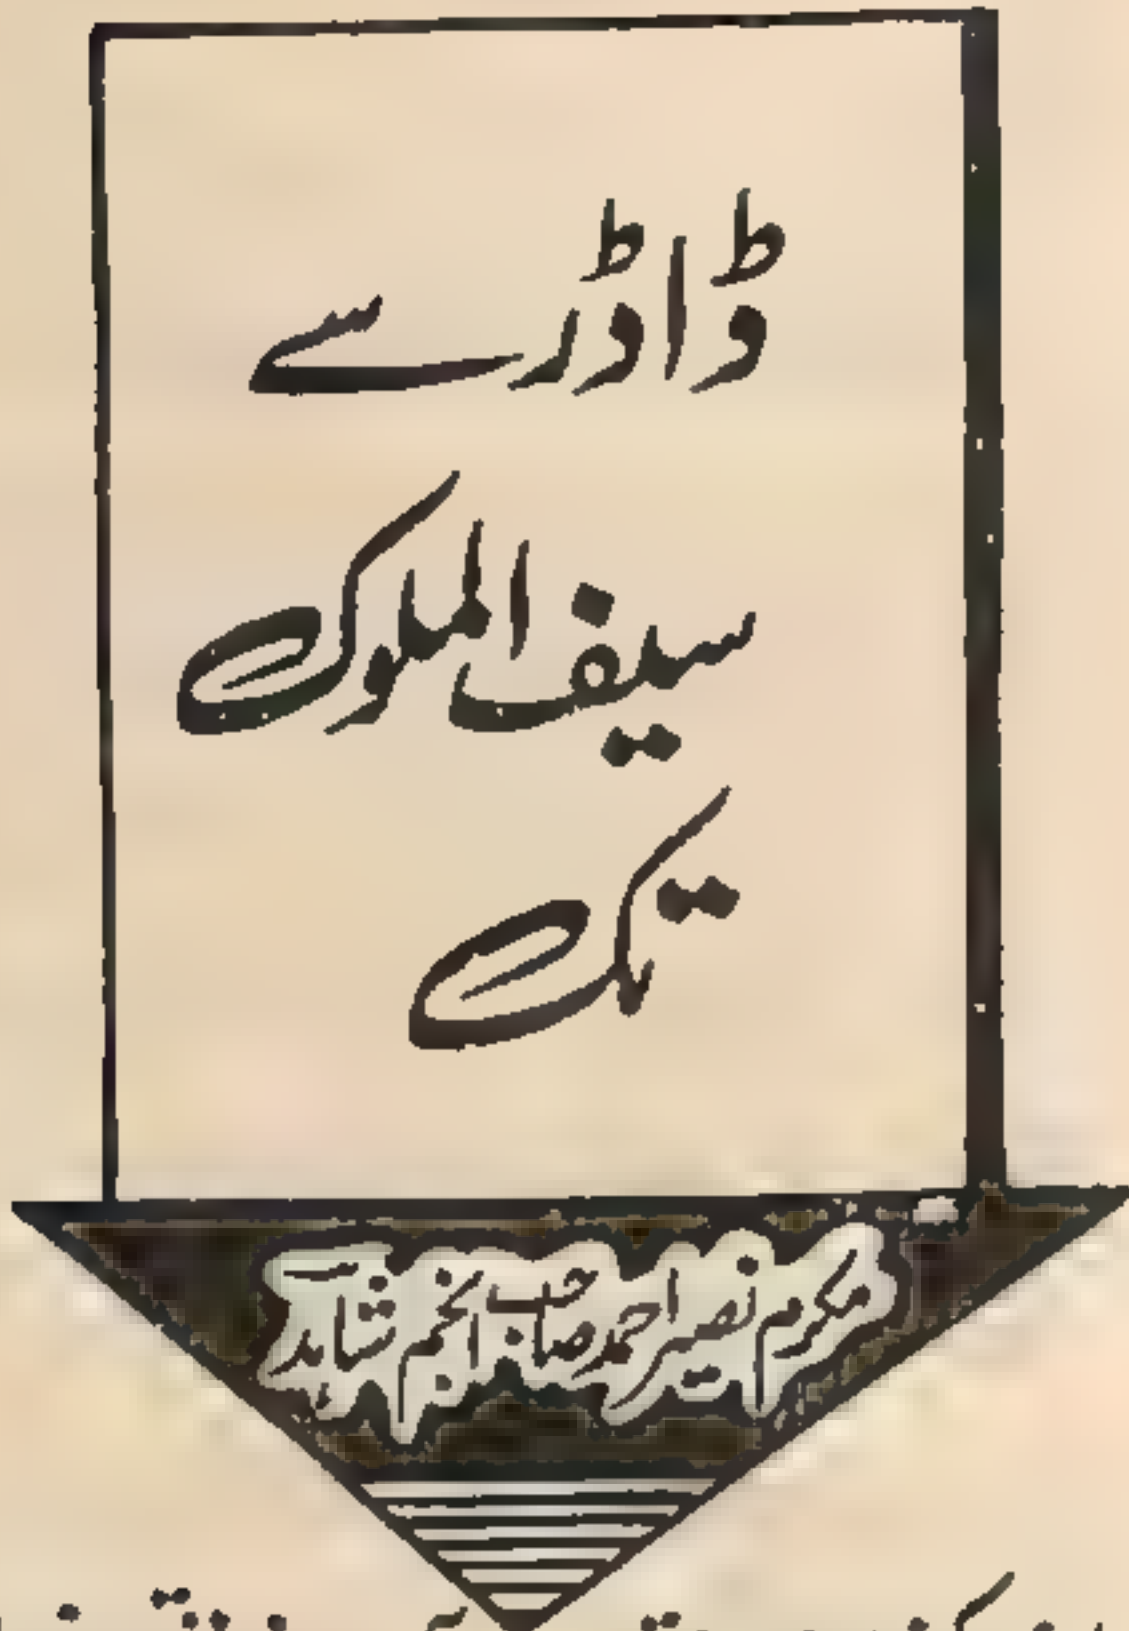 ڈاڈر سے
سیف الملوک
تک
مکرم نصیر احمد صاحب انجم شاہد